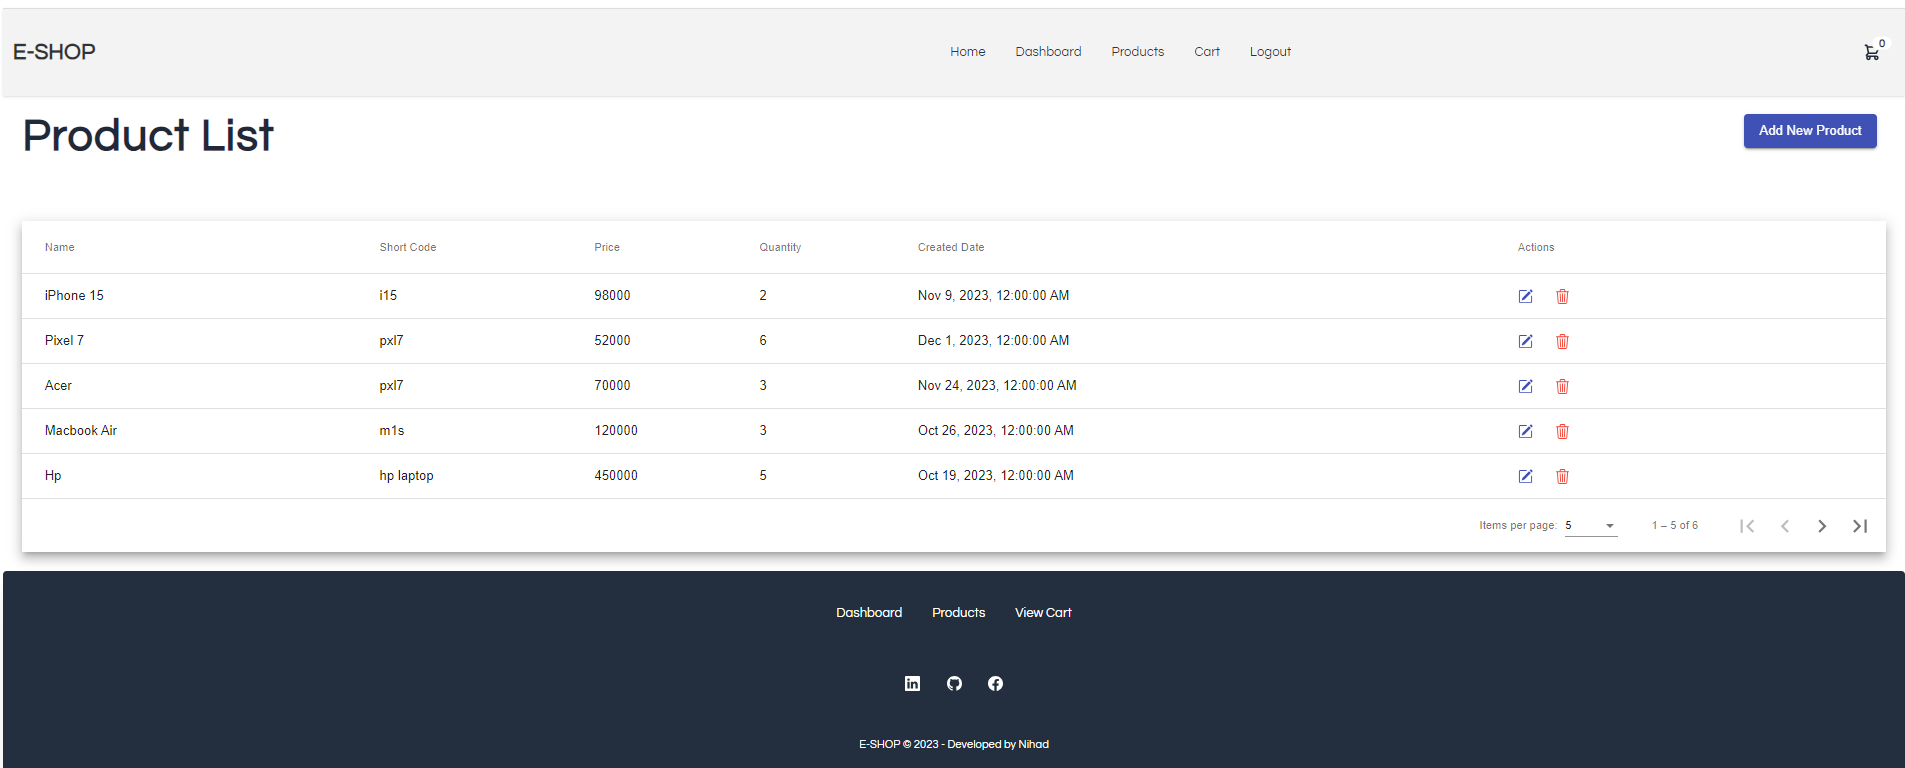 E-SHOP Home Dashboard Products Cart Logout 0
Product List Add New Product
Name Short Code Price Quantity Created Date Actions
iPhone 15 i15 98000 2 Nov 9, 2023, 12:00:00 AM
Pixel 7 pxl7 52000 6 Dec 1, 2023, 12:00:00 AM
Acer pxl7 70000 3 Nov 24, 2023, 12:00:00 AM
Macbook Air m1s 120000 3 Oct 26, 2023, 12:00:00 AM
Hp hp laptop 450000 5 Oct 19, 2023, 12:00:00 AM
Items per page: 5 1 – 5 of 6
Dashboard Products View Cart
E-SHOP © 2023 - Developed by Nihad